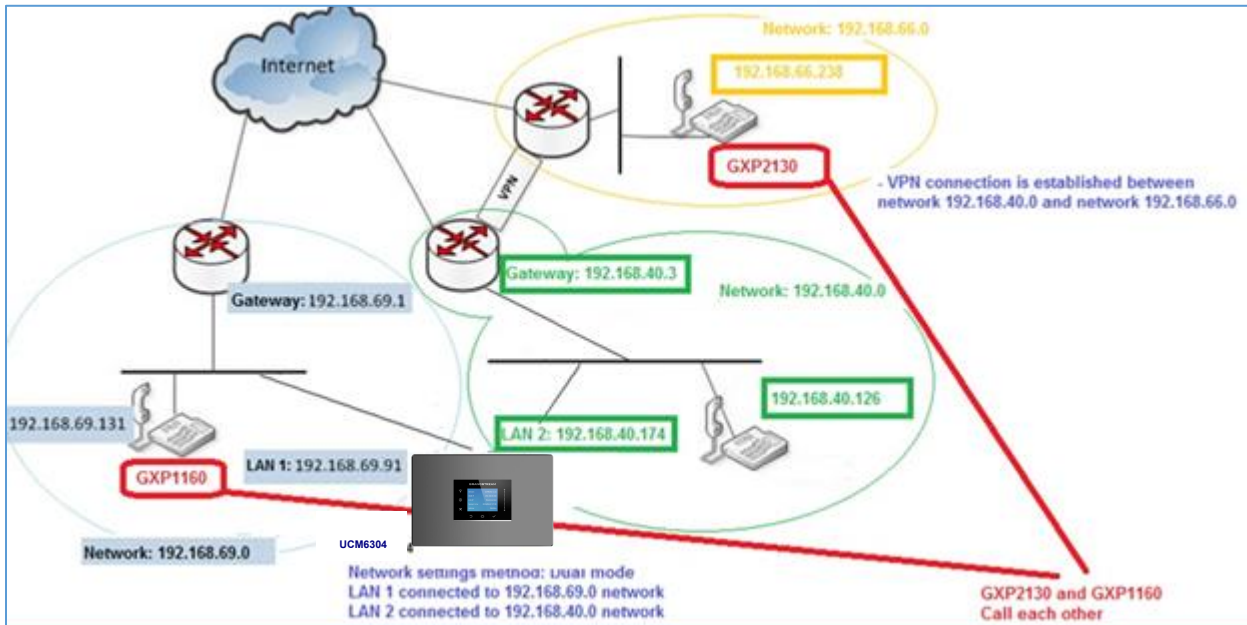 Network: 192.168.66.0
Internet
192.168.66.238
GXP2130
VPN
- VPN connection is established between
network 192.168.40.0 and network 192.168.66.0
Gateway: 192.168.40.3
Network: 192.168.40.0
Gateway: 192.168.69.1
192.168.40.126
192.168.69.131
LAN 2: 192.168.40.174
LAN 1: 192.168.69.91
GXP1160
Network: 192.168.69.0
UCM6304
Network settings method: Dual mode
LAN 1 connected to 192.168.69.0 network
LAN 2 connected to 192.168.40.0 network
GXP2130 and GXP1160
Call each other